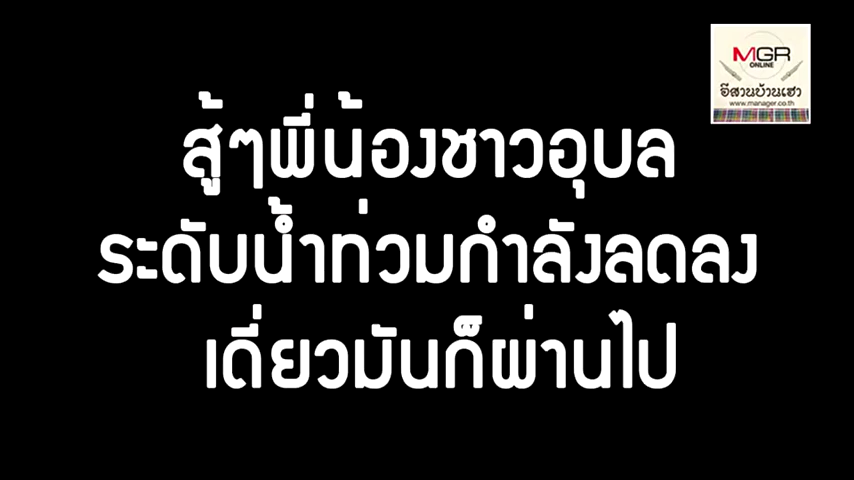 MGR
ONLINE
อีสานบ้านเฮา
www.manager.co.th
สู้ๆพี่น้องชาวอุบล
ระดับน้ำท่วมกำลังลดลง
เดี่ยวมันก็ผ่านไป